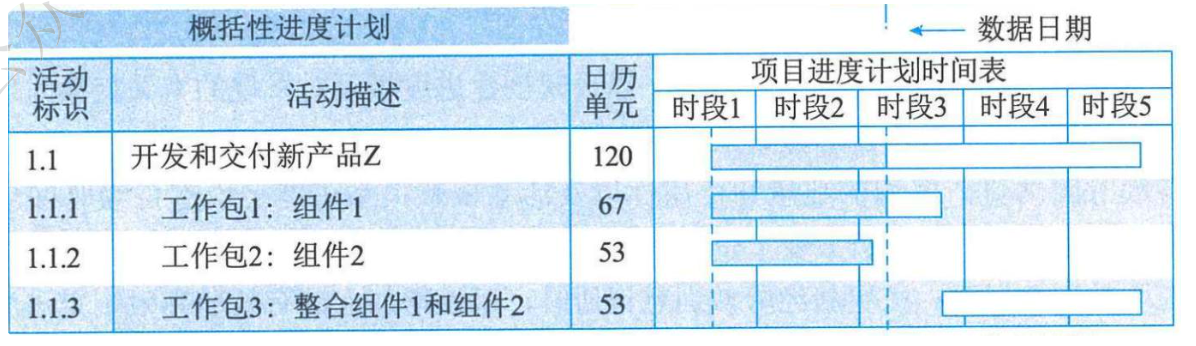 概括性进度计划
← 数据日期
活动标识 活动描述 日历单元 项目进度计划时间表
时段1 时段2 时段3 时段4 时段5
1.1 开发和交付新产品Z 120
1.1.1 工作包1：组件1 67
1.1.2 工作包2：组件2 53
1.1.3 工作包3：整合组件1和组件2 53